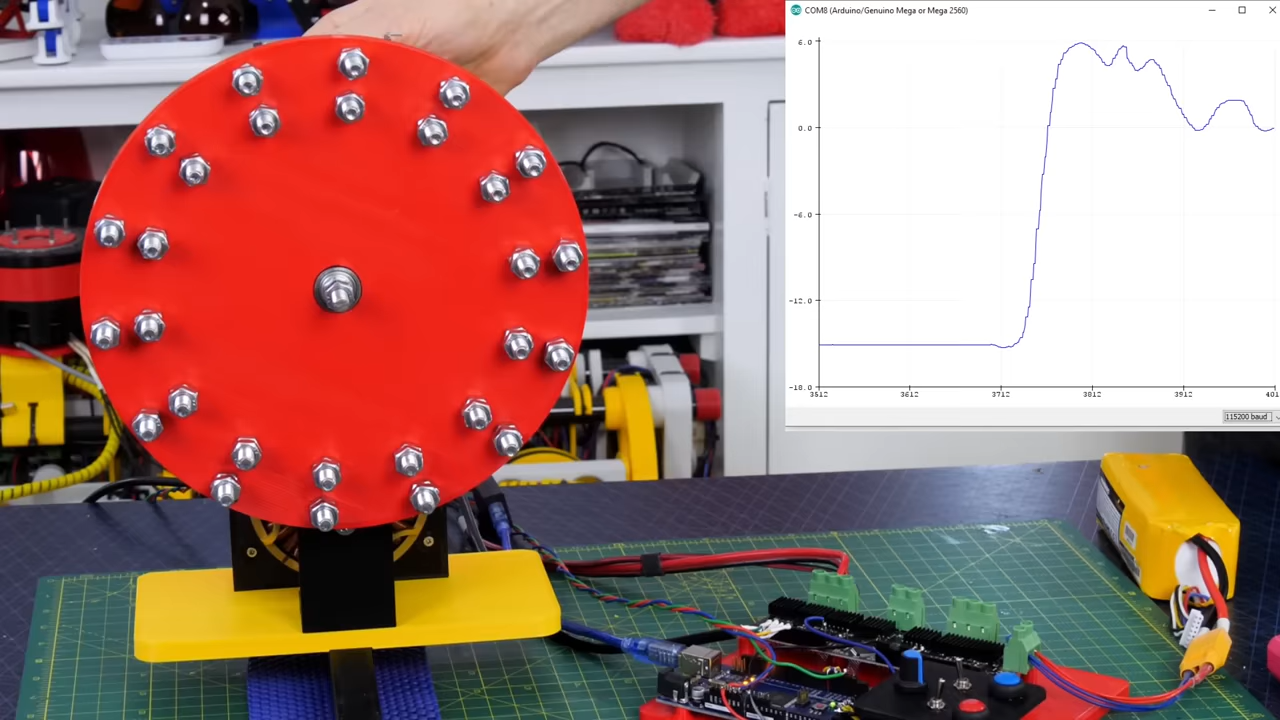 COM8 (Arduino/Genuino Mega or Mega 2560)
6.0
0.0
-6.0
-12.0
-18.0
3512 3612 3712 3812 3912 401
115200 baud